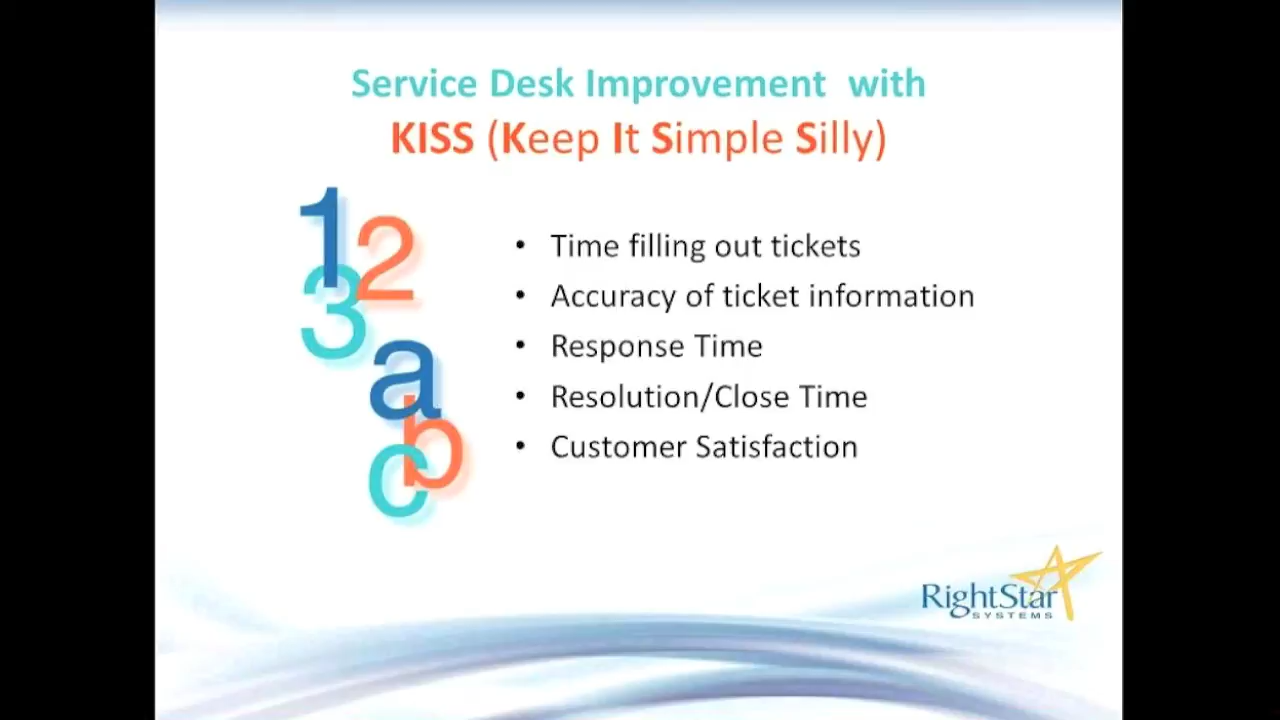 Service Desk Improvement with
KISS (Keep It Simple Silly)
1
2
3
a
b
c
• Time filling out tickets
• Accuracy of ticket information
• Response Time
• Resolution/Close Time
• Customer Satisfaction
RightStar
SYSTEMS